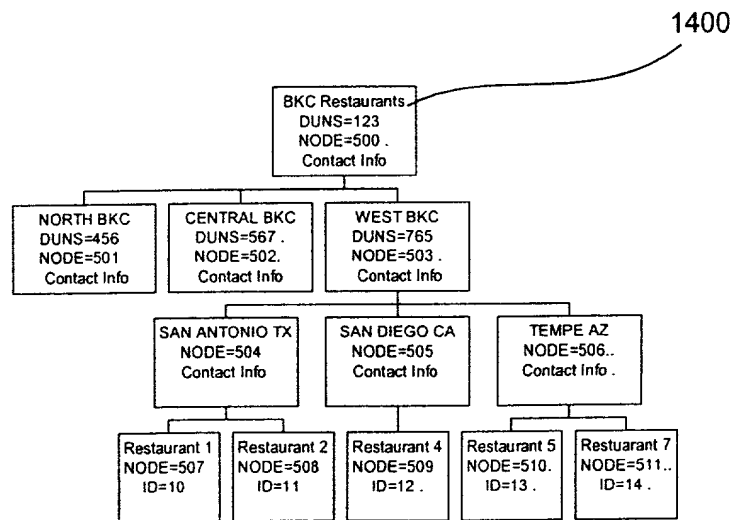 1400
BKC Restaurants
DUNS=123
NODE=500 .
Contact Info
NORTH BKC
DUNS=456
NODE=501
Contact Info
CENTRAL BKC
DUNS=567 .
NODE=502.
Contact Info
WEST BKC
DUNS=765
NODE=503 .
Contact Info
SAN ANTONIO TX
NODE=504
Contact Info
SAN DIEGO CA
NODE=505
Contact Info
TEMPE AZ
NODE=506..
Contact Info .
Restaurant 1
NODE=507
ID=10
Restaurant 2
NODE=508
ID=11
Restaurant 4
NODE=509
ID=12 .
Restaurant 5
NODE=510.
ID=13 .
Restuarant 7
NODE=511..
ID=14 .